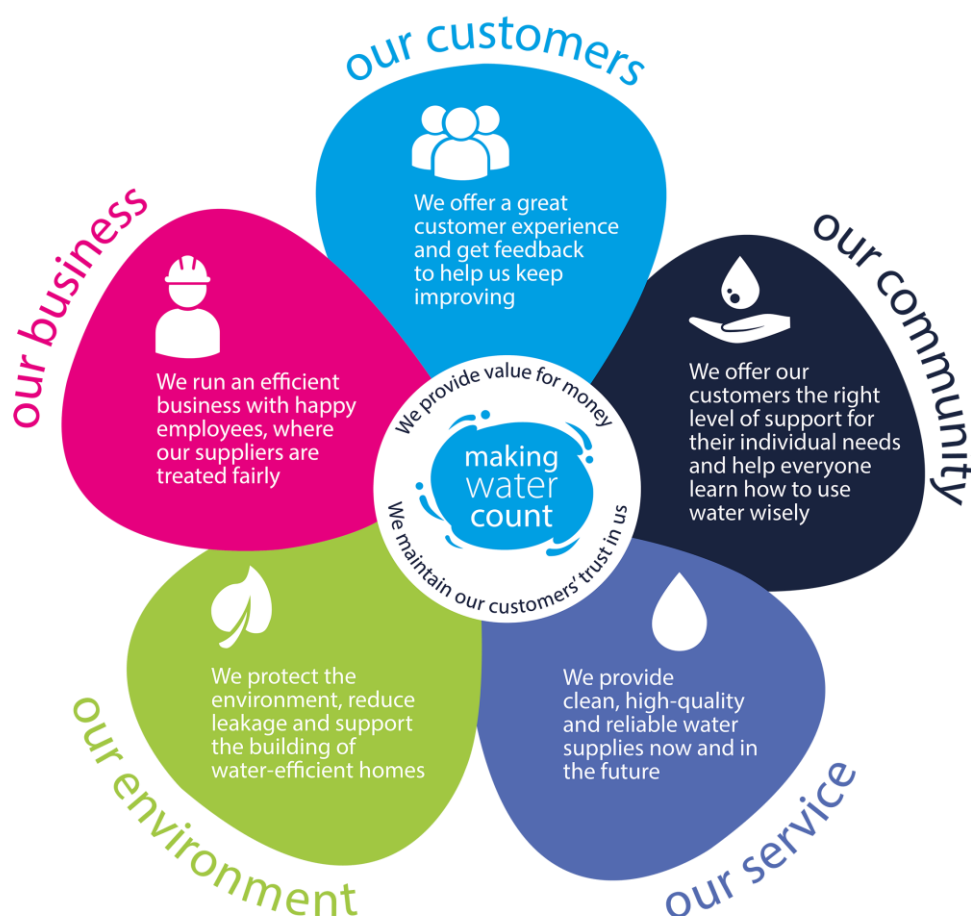 our customers
We offer a great
customer experience
and get feedback
to help us keep
improving
our community
We offer our
customers the right
level of support for
their individual needs
and help everyone
learn how to use
water wisely
our service
We provide
clean, high-quality
and reliable water
supplies now and in
the future
our environment
We protect the
environment, reduce
leakage and support
the building of
water-efficient homes
our business
We run an efficient
business with happy
employees, where
our suppliers are
treated fairly
We provide value for money
making
water
count
We maintain our customers' trust in us